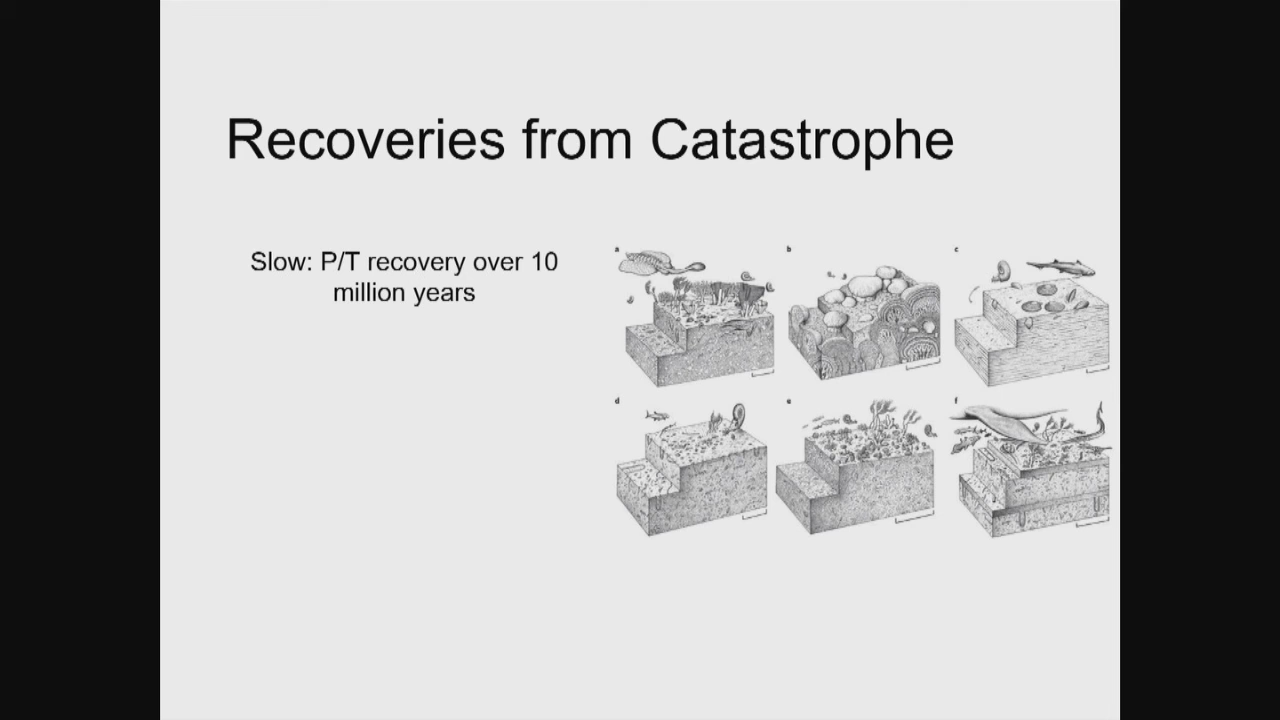 Recoveries from Catastrophe
Slow: P/T recovery over 10
million years
a
b
c
d
e
f